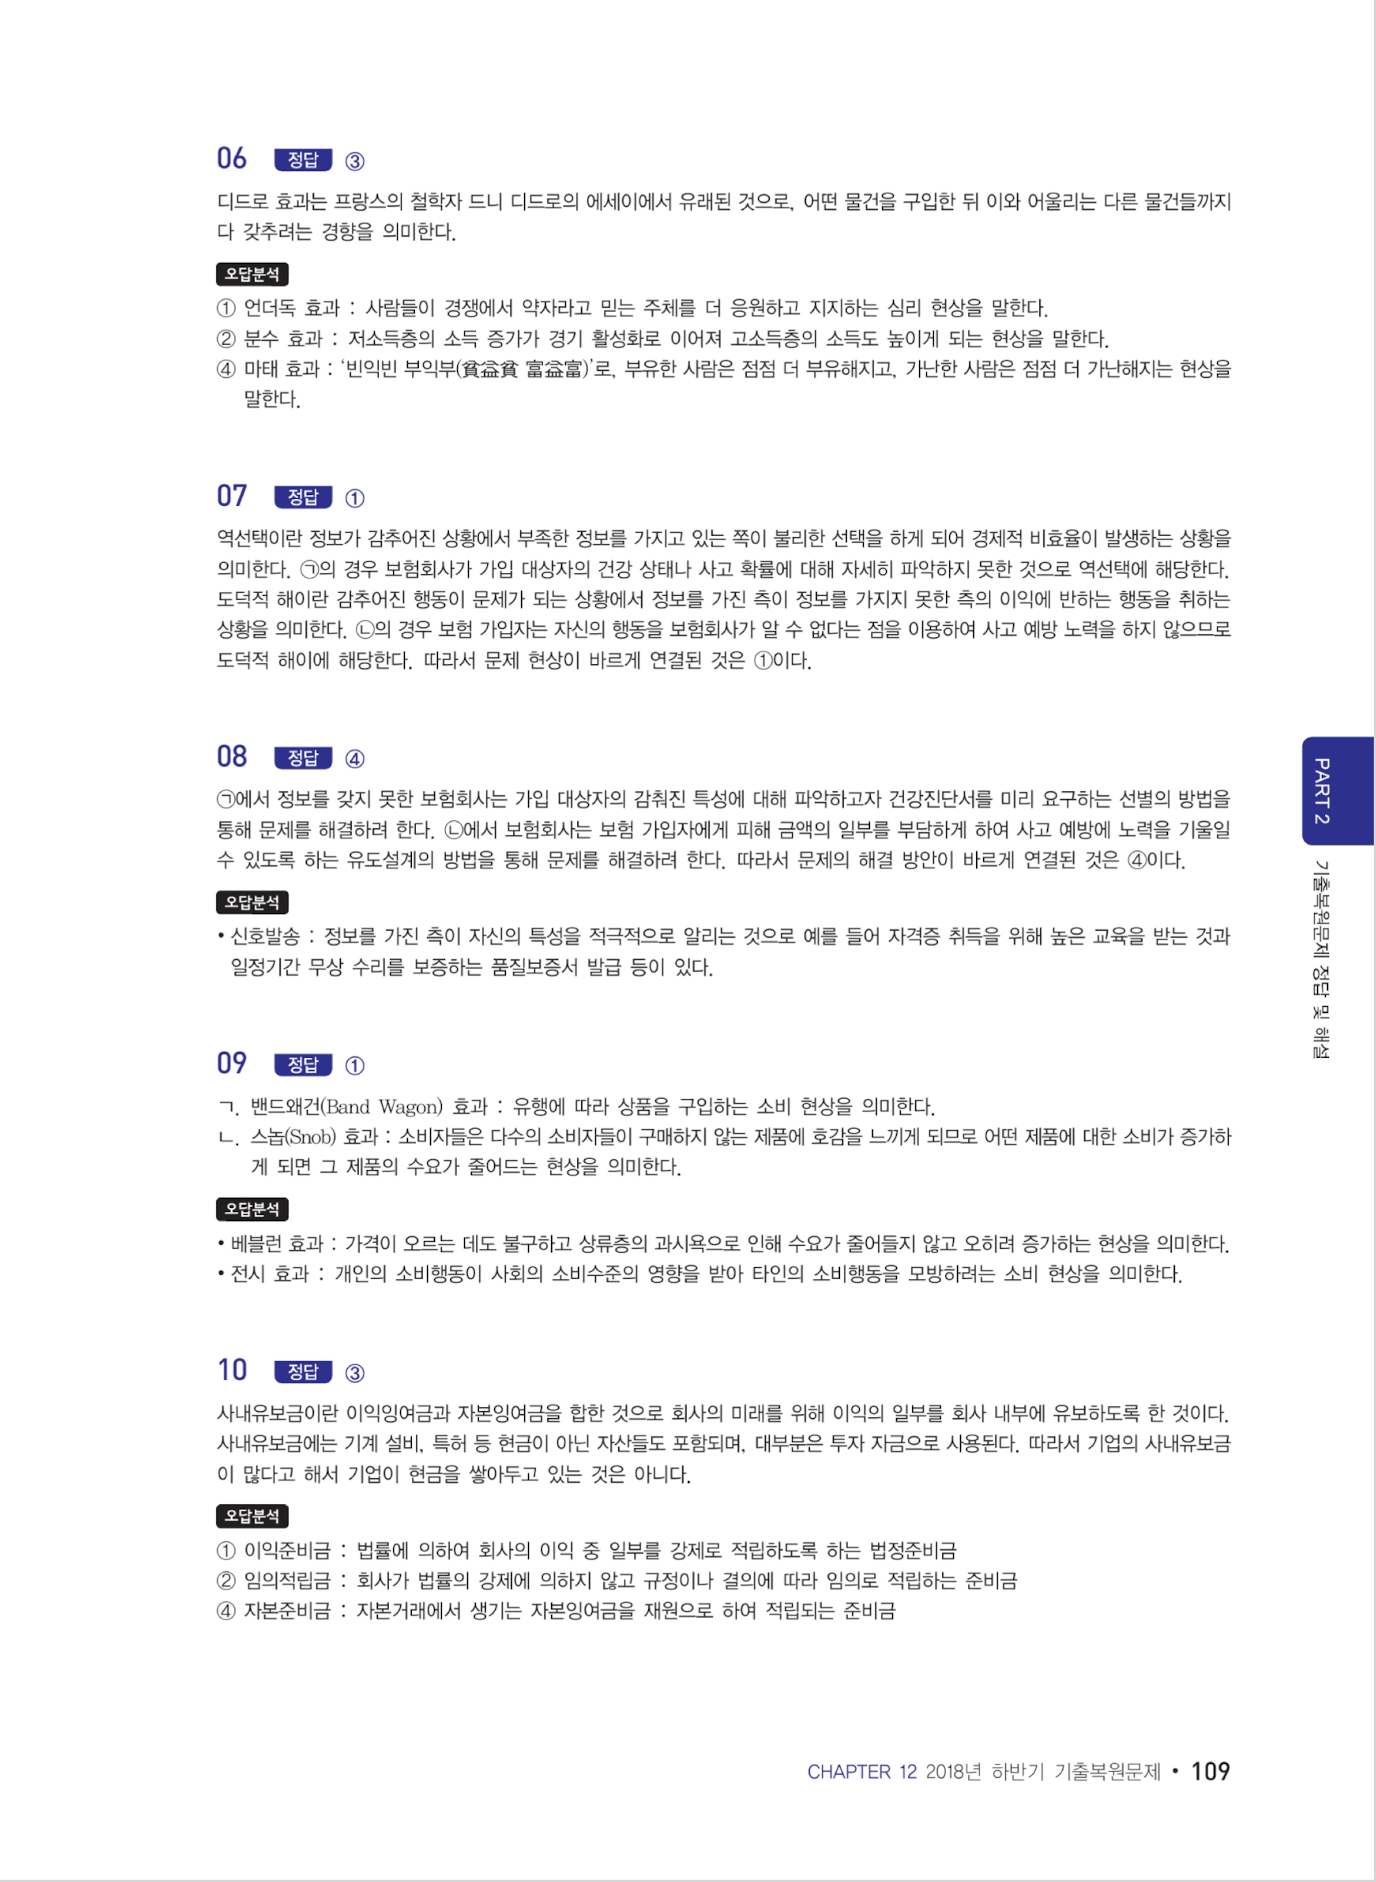 06 정답 ③
디드로 효과는 프랑스의 철학자 드니 디드로의 에세이에서 유래된 것으로, 어떤 물건을 구입한 뒤 이와 어울리는 다른 물건들까지
다 갖추려는 경향을 의미한다.
오답분석
① 언더독 효과 : 사람들이 경쟁에서 약자라고 믿는 주체를 더 응원하고 지지하는 심리 현상을 말한다.
② 분수 효과 : 저소득층의 소득 증가가 경기 활성화로 이어져 고소득층의 소득도 높이게 되는 현상을 말한다.
④ 마태 효과 : ‘빈익빈 부익부(貧益貧 富益富)’로, 부유한 사람은 점점 더 부유해지고, 가난한 사람은 점점 더 가난해지는 현상을
말한다.
07 정답 ①
역선택이란 정보가 감추어진 상황에서 부족한 정보를 가지고 있는 쪽이 불리한 선택을 하게 되어 경제적 비효율이 발생하는 상황을
의미한다. ㉠의 경우 보험회사가 가입 대상자의 건강 상태나 사고 확률에 대해 자세히 파악하지 못한 것으로 역선택에 해당한다.
도덕적 해이란 감추어진 행동이 문제가 되는 상황에서 정보를 가진 측이 정보를 가지지 못한 측의 이익에 반하는 행동을 취하는
상황을 의미한다. ㉡의 경우 보험 가입자는 자신의 행동을 보험회사가 알 수 없다는 점을 이용하여 사고 예방 노력을 하지 않으므로
도덕적 해이에 해당한다. 따라서 문제 현상이 바르게 연결된 것은 ①이다.
08 정답 ④
㉠에서 정보를 갖지 못한 보험회사는 가입 대상자의 감춰진 특성에 대해 파악하고자 건강진단서를 미리 요구하는 선별의 방법을
통해 문제를 해결하려 한다. ㉡에서 보험회사는 보험 가입자에게 피해 금액의 일부를 부담하게 하여 사고 예방에 노력을 기울일
수 있도록 하는 유도설계의 방법을 통해 문제를 해결하려 한다. 따라서 문제의 해결 방안이 바르게 연결된 것은 ④이다.
오답분석
• 신호발송 : 정보를 가진 측이 자신의 특성을 적극적으로 알리는 것으로 예를 들어 자격증 취득을 위해 높은 교육을 받는 것과
일정기간 무상 수리를 보증하는 품질보증서 발급 등이 있다.
09 정답 ①
ㄱ. 밴드왜건(Band Wagon) 효과 : 유행에 따라 상품을 구입하는 소비 현상을 의미한다.
ㄴ. 스놉(Snob) 효과 : 소비자들은 다수의 소비자들이 구매하지 않는 제품에 호감을 느끼게 되므로 어떤 제품에 대한 소비가 증가하
게 되면 그 제품의 수요가 줄어드는 현상을 의미한다.
오답분석
• 베블런 효과 : 가격이 오르는 데도 불구하고 상류층의 과시욕으로 인해 수요가 줄어들지 않고 오히려 증가하는 현상을 의미한다.
• 전시 효과 : 개인의 소비행동이 사회의 소비수준의 영향을 받아 타인의 소비행동을 모방하려는 소비 현상을 의미한다.
10 정답 ③
사내유보금이란 이익잉여금과 자본잉여금을 합한 것으로 회사의 미래를 위해 이익의 일부를 회사 내부에 유보하도록 한 것이다.
사내유보금에는 기계 설비, 특허 등 현금이 아닌 자산들도 포함되며, 대부분은 투자 자금으로 사용된다. 따라서 기업의 사내유보금
이 많다고 해서 기업이 현금을 쌓아두고 있는 것은 아니다.
오답분석
① 이익준비금 : 법률에 의하여 회사의 이익 중 일부를 강제로 적립하도록 하는 법정준비금
② 임의적립금 : 회사가 법률의 강제에 의하지 않고 규정이나 결의에 따라 임의로 적립하는 준비금
④ 자본준비금 : 자본거래에서 생기는 자본잉여금을 재원으로 하여 적립되는 준비금
PART 2
기출복원문제 정답 및 해설
CHAPTER 12 2018년 하반기 기출복원문제 • 109